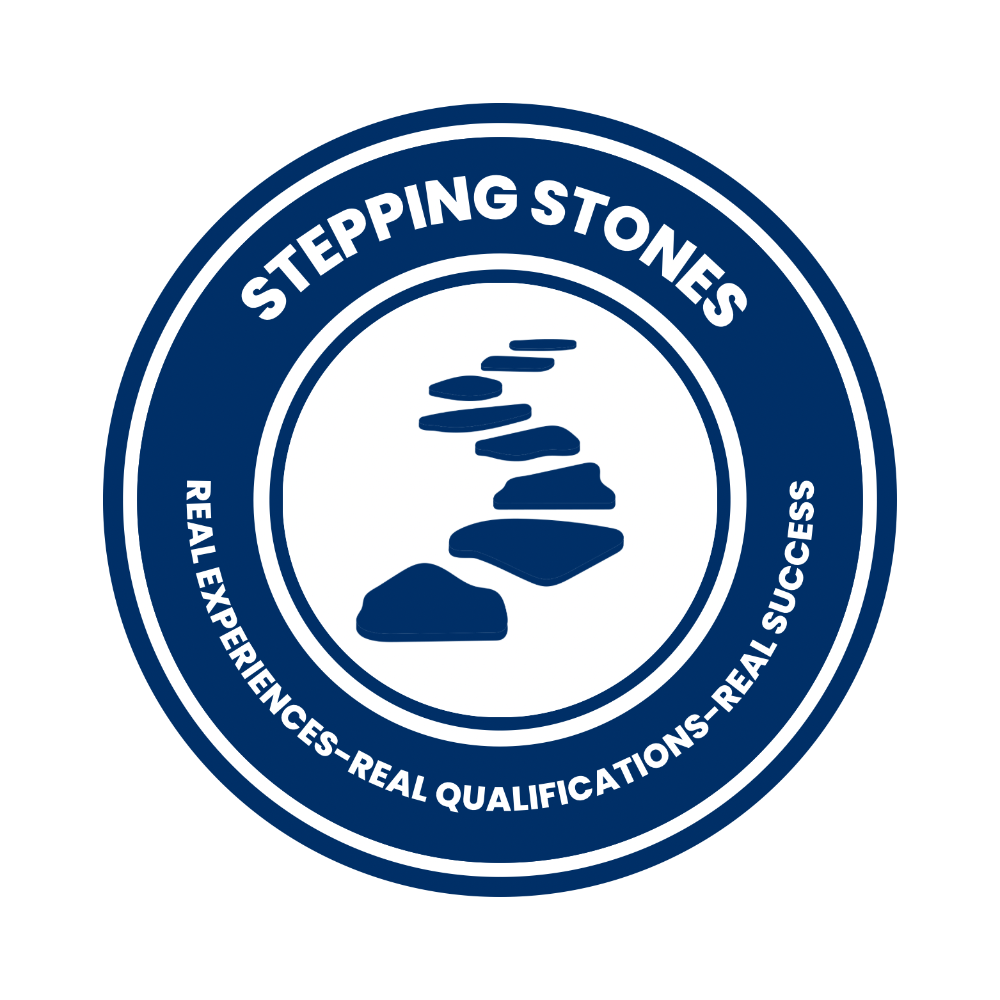 STEPPING STONES
REAL EXPERIENCES-REAL QUALIFICATIONS-REAL SUCCESS